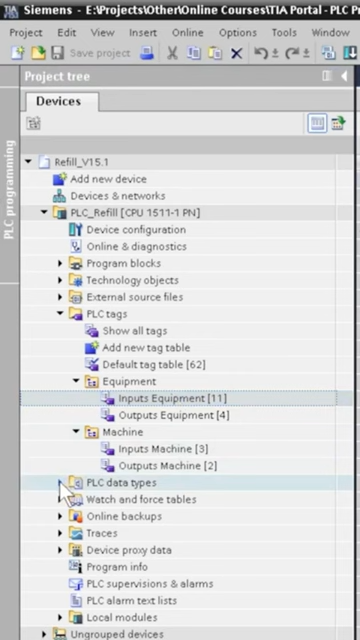 Siemens - E:\Projects\Other\Online Courses\TIA Portal - PLC P
Project Edit View Insert Online Options Tools Window
Save project
Project tree
Devices
PLC programming
Refill_V15.1
Add new device
Devices & networks
PLC_Refill [CPU 1511-1 PN]
Device configuration
Online & diagnostics
Program blocks
Technology objects
External source files
PLC tags
Show all tags
Add new tag table
Default tag table [62]
Equipment
Inputs Equipment [11]
Outputs Equipment [4]
Machine
Inputs Machine [3]
Outputs Machine [2]
PLC data types
Watch and force tables
Online backups
Traces
Device proxy data
Program info
PLC supervisions & alarms
PLC alarm text lists
Local modules
Ungrouped devices